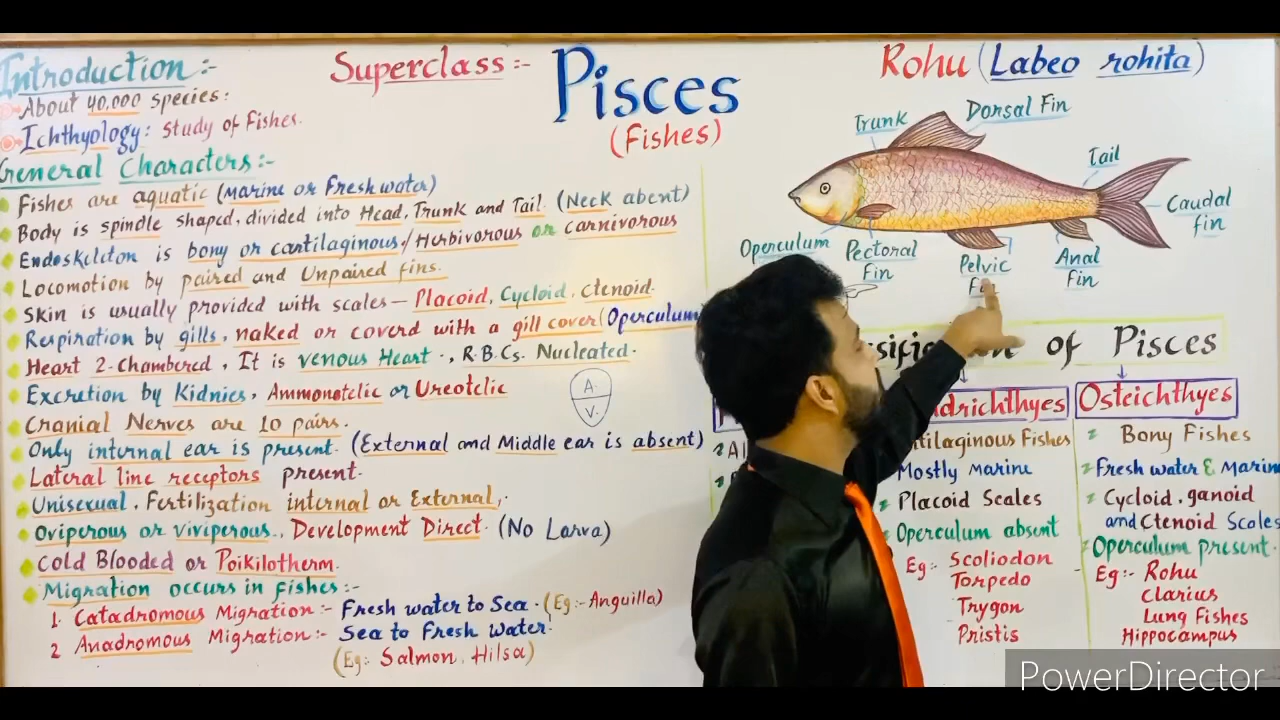 Introduction:-
About 40,000 species:
Ichthyology: Study of Fishes.
General Characters:-
Fishes are aquatic (Marine or Fresh water)
Body is spindle shaped, divided into Head, Trunk and Tail (Neck abent)
Endoskeleton is bony or cartilaginous / Herbivorous or carnivorous
Locomotion by paired and Unpaired fins.
Skin is usually provided with scales - Placoid, Cycloid, Ctenoid.
Respiration by gills, naked or coverd with a gill cover (Operculum
Heart 2-Chambered, It is venous Heart., R.B.Cs. Nucleated.
Excretion by Kidnies, Ammonotelic or Ureotelic
A.
V.
Cranial Nerves are 10 pairs.
Only internal ear is present. (External and Middle ear is absent)
Lateral line receptors present.
Unisexual, Fertilization internal or External,.
Oviperous or viviperous, Development Direct. (No Larva)
Cold Blooded or Poikilotherm.
Migration occurs in fishes:-
1. Catadromous Migration:- Fresh water to Sea. (Eg:- Anguilla)
2 Anadromous Migration:- Sea to Fresh water.
(Eg:- Salmon, Hilsa)
Superclass:- Pisces
(Fishes)
Rohu (Labeo rohita)
Trunk
Dorsal Fin
Tail
Caudal
fin
Operculum
Pectoral
Fin
Pelvic
Anal
Fin
of Pisces
Osteichthyes
Mostly Marine
Placoid Scales
Operculum absent
Eg:- Scoliodon
Torpedo
Trygon
Pristis
Bony Fishes
Fresh water & Marine
Cycloid, ganoid
and Ctenoid Scales
Operculum present.
Eg:- Rohu
Clarius
Lung Fishes
Hippocampus
PowerDirector